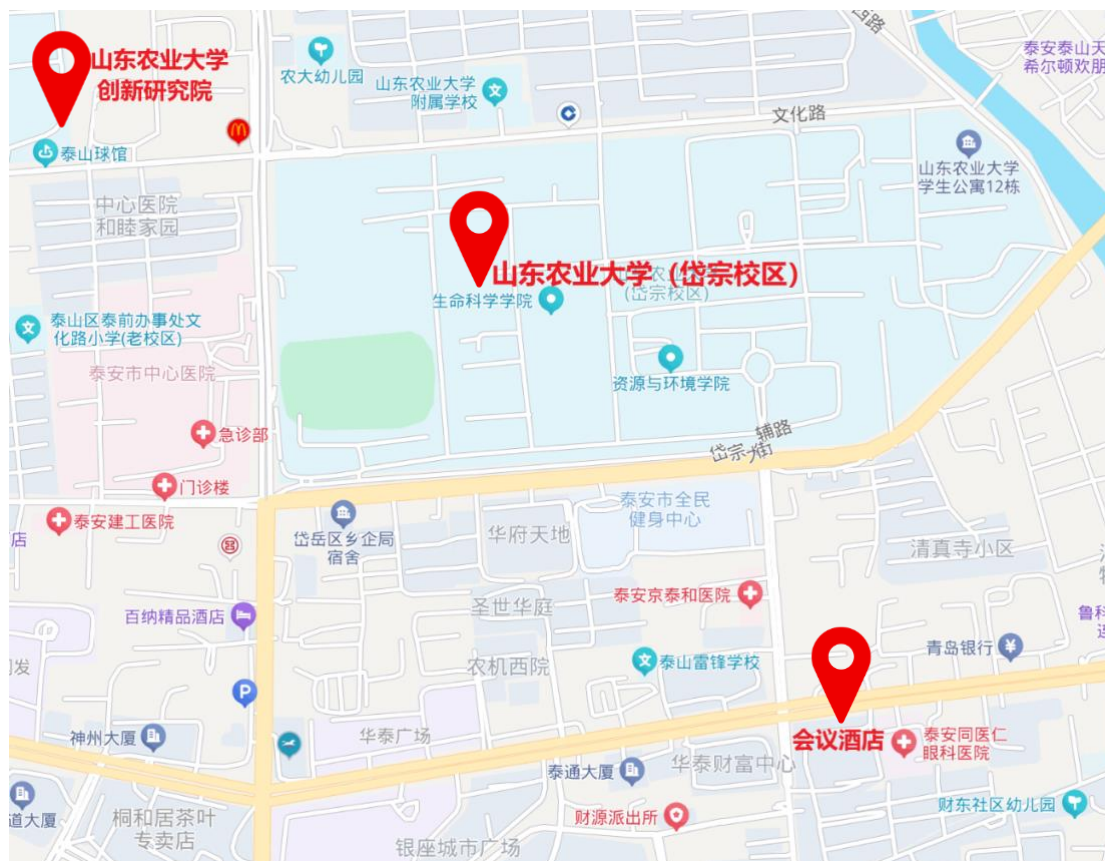 西路
山东农业大学
创新研究院
农大幼儿园
山东农业大学
附属学校
泰安泰山天
希尔顿欢朋
文化路
泰山球馆
山东农业大学
学生公寓12栋
中心医院
和睦家园
山东农业大学（岱宗校区）
(岱宗校区)
生命科学学院
泰山区泰前办事处文
化路小学(老校区)
泰安市中心医院
资源与环境学院
急诊部
辅路
岱宗大街
门诊楼
泰安建工医院
店
岱岳区乡企局
宿舍
华府天地
泰安市全民
健身中心
清真寺小区
百纳精品酒店
圣世华庭
泰安京泰和医院
鲁科
青岛银行
发
农机西院
泰山雷锋学校
P
神州大厦
华泰广场
会议酒店
泰安同医仁
眼科医院
泰通大厦
华泰财富中心
道大厦
桐和居茶叶
专卖店
财源派出所
财东社区幼儿园
银座城市广场